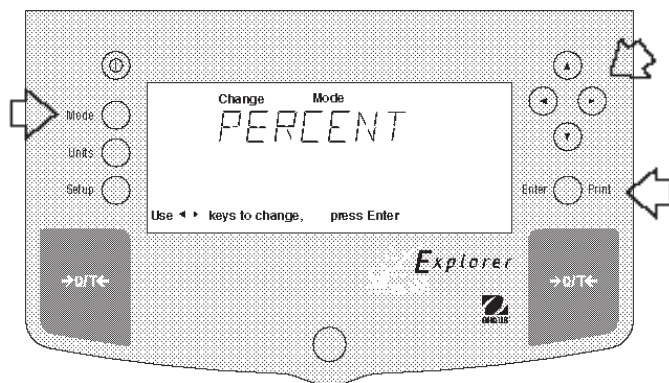 Change Mode
PERCENT
Mode
Units
Setup
Enter Print
Use ◄ ► keys to change, press Enter
→0/T←
Explorer
→0/T←
OHAUS